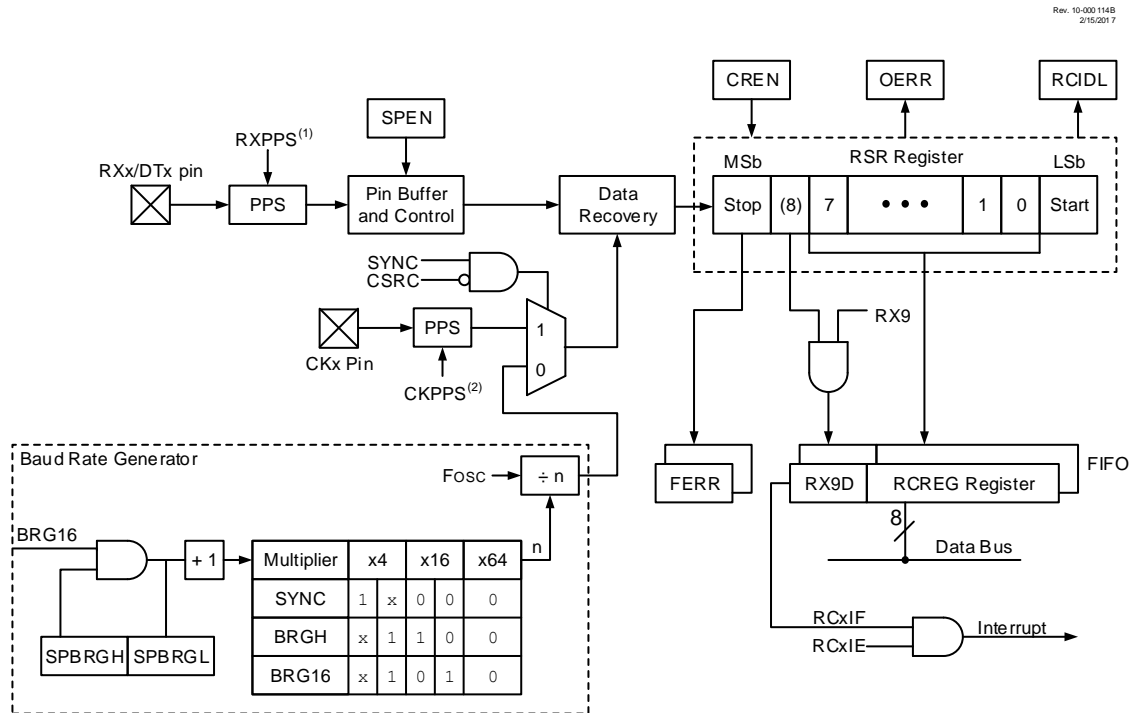 Rev. 10-000 114B
2/15/2017
CREN
OERR
RCIDL
SPEN
RXPPS(1)
RXx/DTx pin
PPS
Pin Buffer
and Control
Data
Recovery
MSb
RSR Register
LSb
Stop (8) 7 • • • 1 0 Start
SYNC
CSRC
PPS
CKx Pin
CKPPS(2)
1
0
RX9
Baud Rate Generator
FOSC
÷ n
FERR
RX9D
RCREG Register
FIFO
8
Data Bus
BRG16
+ 1
n
Multiplier x4 x16 x64
SYNC 1 x 0 0 0
BRGH x 1 1 0 0
BRG16 x 1 0 1 0
SPBRGH SPBRGL
RCxIF
RCxIE
Interrupt